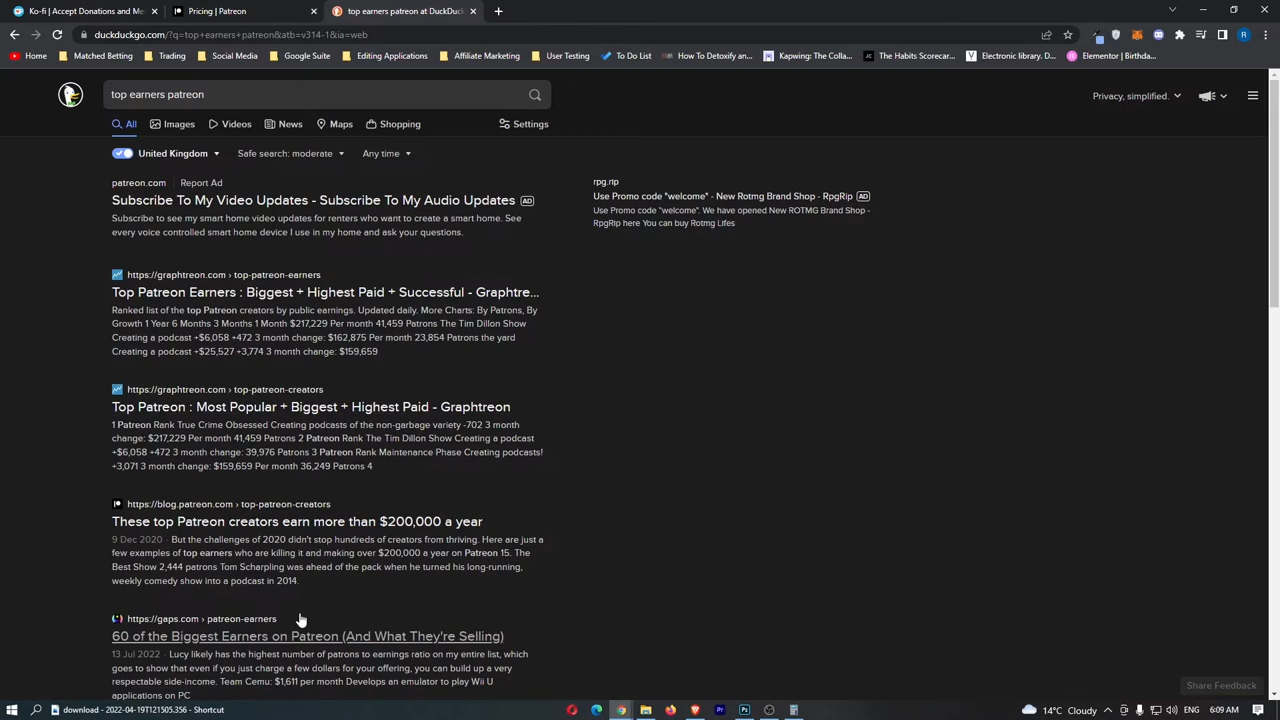 Ko-fi | Accept Donations and Me
Pricing | Patreon
top earners patreon at DuckDuck
duckduckgo.com/?q=top+earners+patreon&atb=v314-1&ia=web
R
Home
Matched Betting
Trading
Social Media
Google Suite
Editing Applications
Affiliate Marketing
User Testing
To Do List
How To Detoxify an...
Kapwing: The Colla...
The Habits Scorecar...
Electronic library. D...
Elementor | Birthda...
top earners patreon
Privacy, simplified.
All
Images
Videos
News
Maps
Shopping
Settings
United Kingdom
Safe search: moderate
Any time
patreon.com Report Ad
Subscribe To My Video Updates - Subscribe To My Audio Updates AD
Subscribe to see my smart home video updates for renters who want to create a smart home. See
every voice controlled smart home device I use in my home and ask your questions.
rpg.rip
Use Promo code "welcome" - New Rotmg Brand Shop - RpgRip AD
Use Promo code "welcome". We have opened New ROTMG Brand Shop -
RpgRip here You can buy Rotmg Lifes
https://graphtreon.com › top-patreon-earners
Top Patreon Earners : Biggest + Highest Paid + Successful - Graphtre...
Ranked list of the top Patreon creators by public earnings. Updated daily. More Charts: By Patrons, By
Growth 1 Year 6 Months 3 Months 1 Month $217,229 Per month 41,459 Patrons The Tim Dillon Show
Creating a podcast +$6,058 +472 3 month change: $162,875 Per month 23,854 Patrons the yard
Creating a podcast +$25,527 +3,774 3 month change: $159,659
https://graphtreon.com › top-patreon-creators
Top Patreon : Most Popular + Biggest + Highest Paid - Graphtreon
1 Patreon Rank True Crime Obsessed Creating podcasts of the non-garbage variety -702 3 month
change: $217,229 Per month 41,459 Patrons 2 Patreon Rank The Tim Dillon Show Creating a podcast
+$6,058 +472 3 month change: 39,976 Patrons 3 Patreon Rank Maintenance Phase Creating podcasts!
+3,071 3 month change: $159,659 Per month 36,249 Patrons 4
https://blog.patreon.com › top-patreon-creators
These top Patreon creators earn more than $200,000 a year
9 Dec 2020 · But the challenges of 2020 didn't stop hundreds of creators from thriving. Here are just a
few examples of top earners who are killing it and making over $200,000 a year on Patreon 15. The
Best Show 2,444 patrons Tom Scharpling was ahead of the pack when he turned his long-running,
weekly comedy show into a podcast in 2014.
https://gaps.com › patreon-earners
60 of the Biggest Earners on Patreon (And What They're Selling)
13 Jul 2022 · Lucy likely has the highest number of patrons to earnings ratio on my entire list, which
goes to show that even if you just charge a few dollars for your offering, you can build up a very
respectable side-income. Team Cemu: $1,611 per month Develops an emulator to play Wii U
applications on PC
Share Feedback
download - 2022-04-19T121505.356 - Shortcut
14°C Cloudy
ENG
6:09 AM